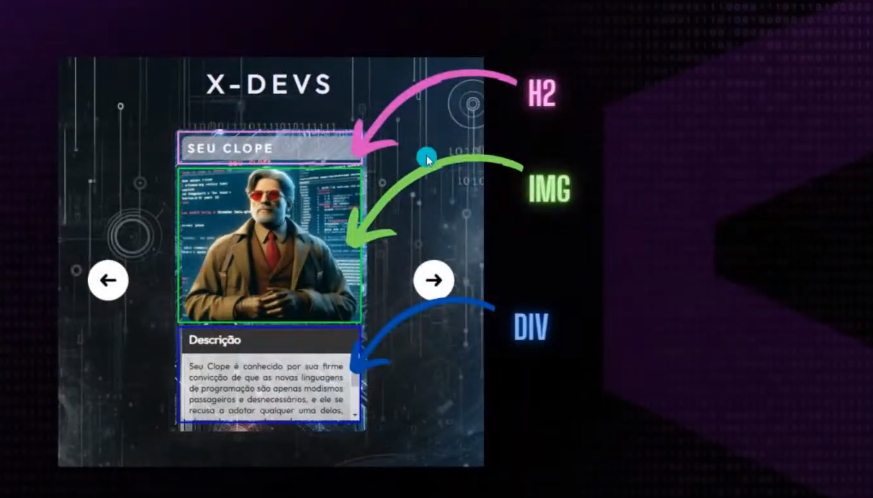 X-DEVS
H2
SEU CLOPE
IMG
DIV
Descrição
Seu Clope é conhecido por sua firme
convicção de que as novas linguagens
de programação são apenas modismos
passageiros e desnecessários, e ele se
recusa a adotar qualquer uma delas,